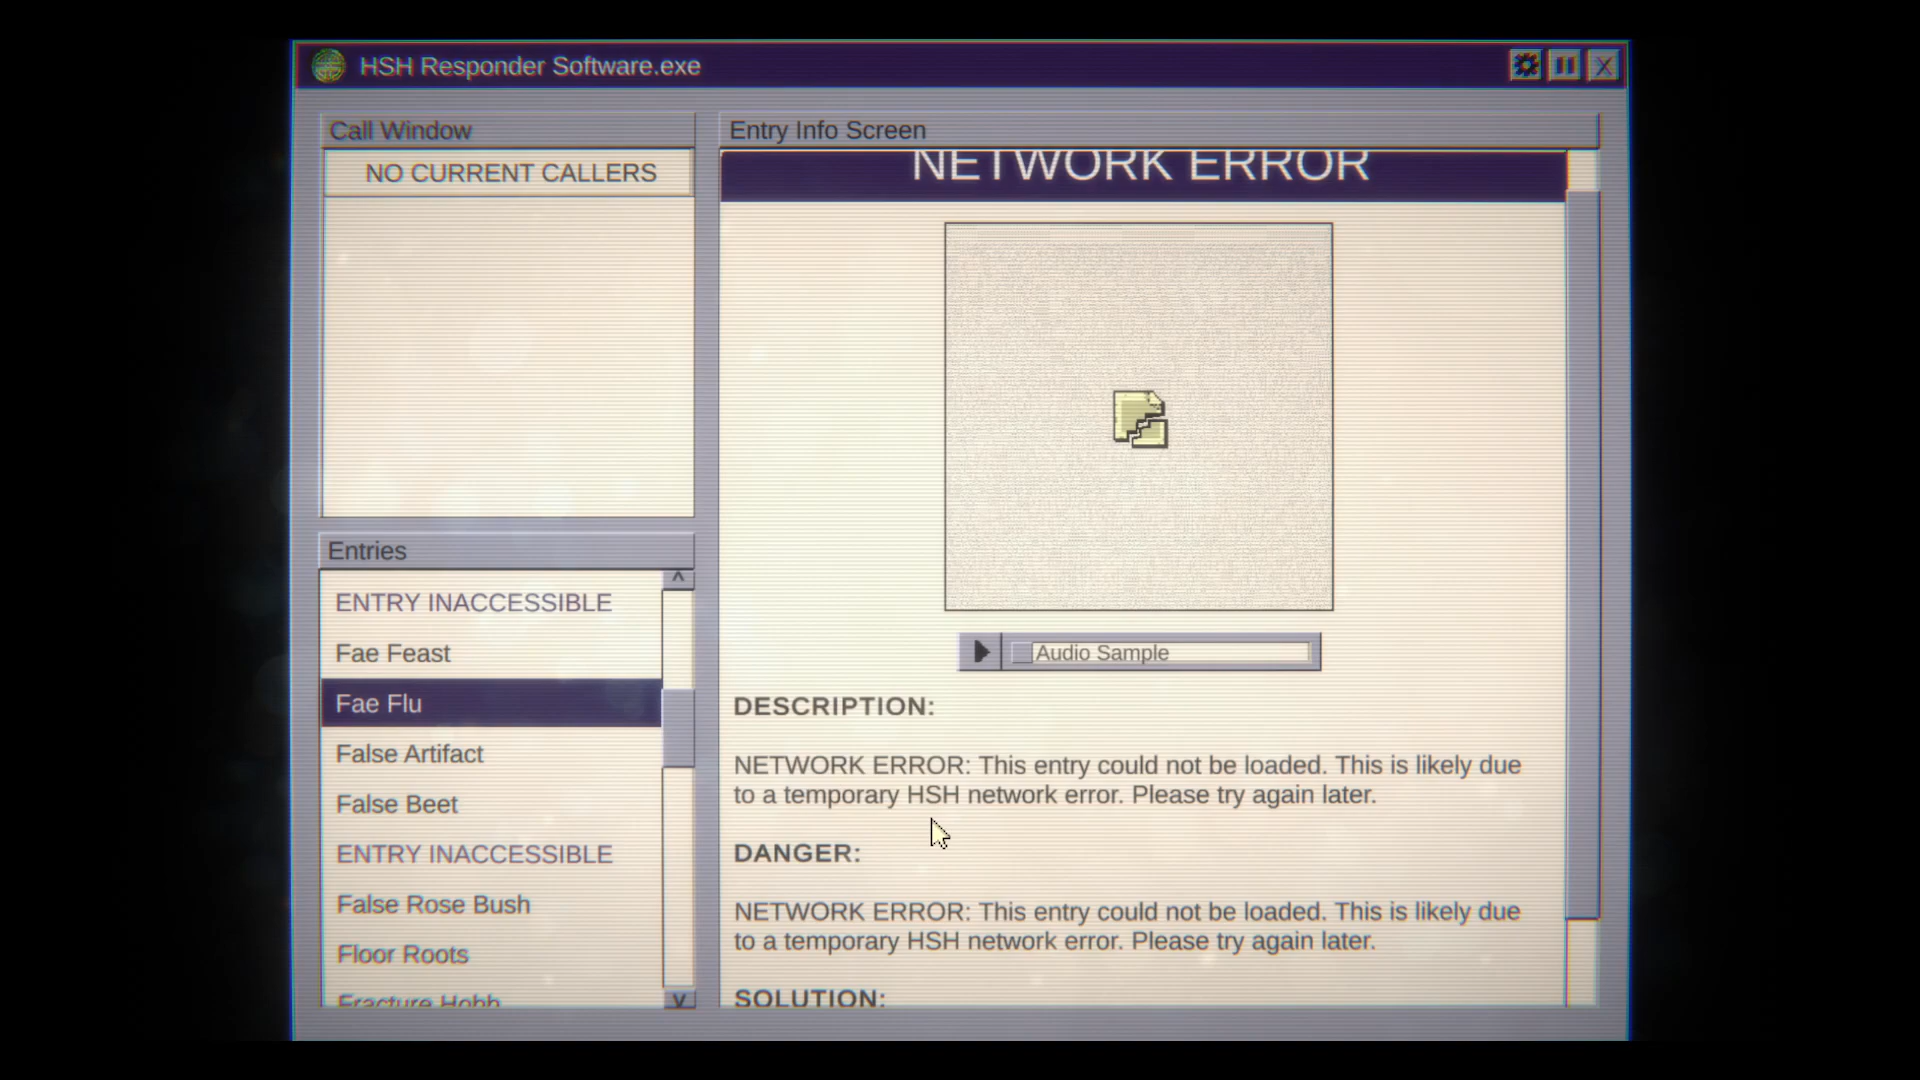 HSH Responder Software.exe
Call Window
NO CURRENT CALLERS
Entries
ENTRY INACCESSIBLE
Fae Feast
Fae Flu
False Artifact
False Beet
ENTRY INACCESSIBLE
False Rose Bush
Floor Roots
Fracture Hobb
Entry Info Screen
NETWORK ERROR
Audio Sample
DESCRIPTION:
NETWORK ERROR: This entry could not be loaded. This is likely due
to a temporary HSH network error. Please try again later.
DANGER:
NETWORK ERROR: This entry could not be loaded. This is likely due
to a temporary HSH network error. Please try again later.
SOLUTION: